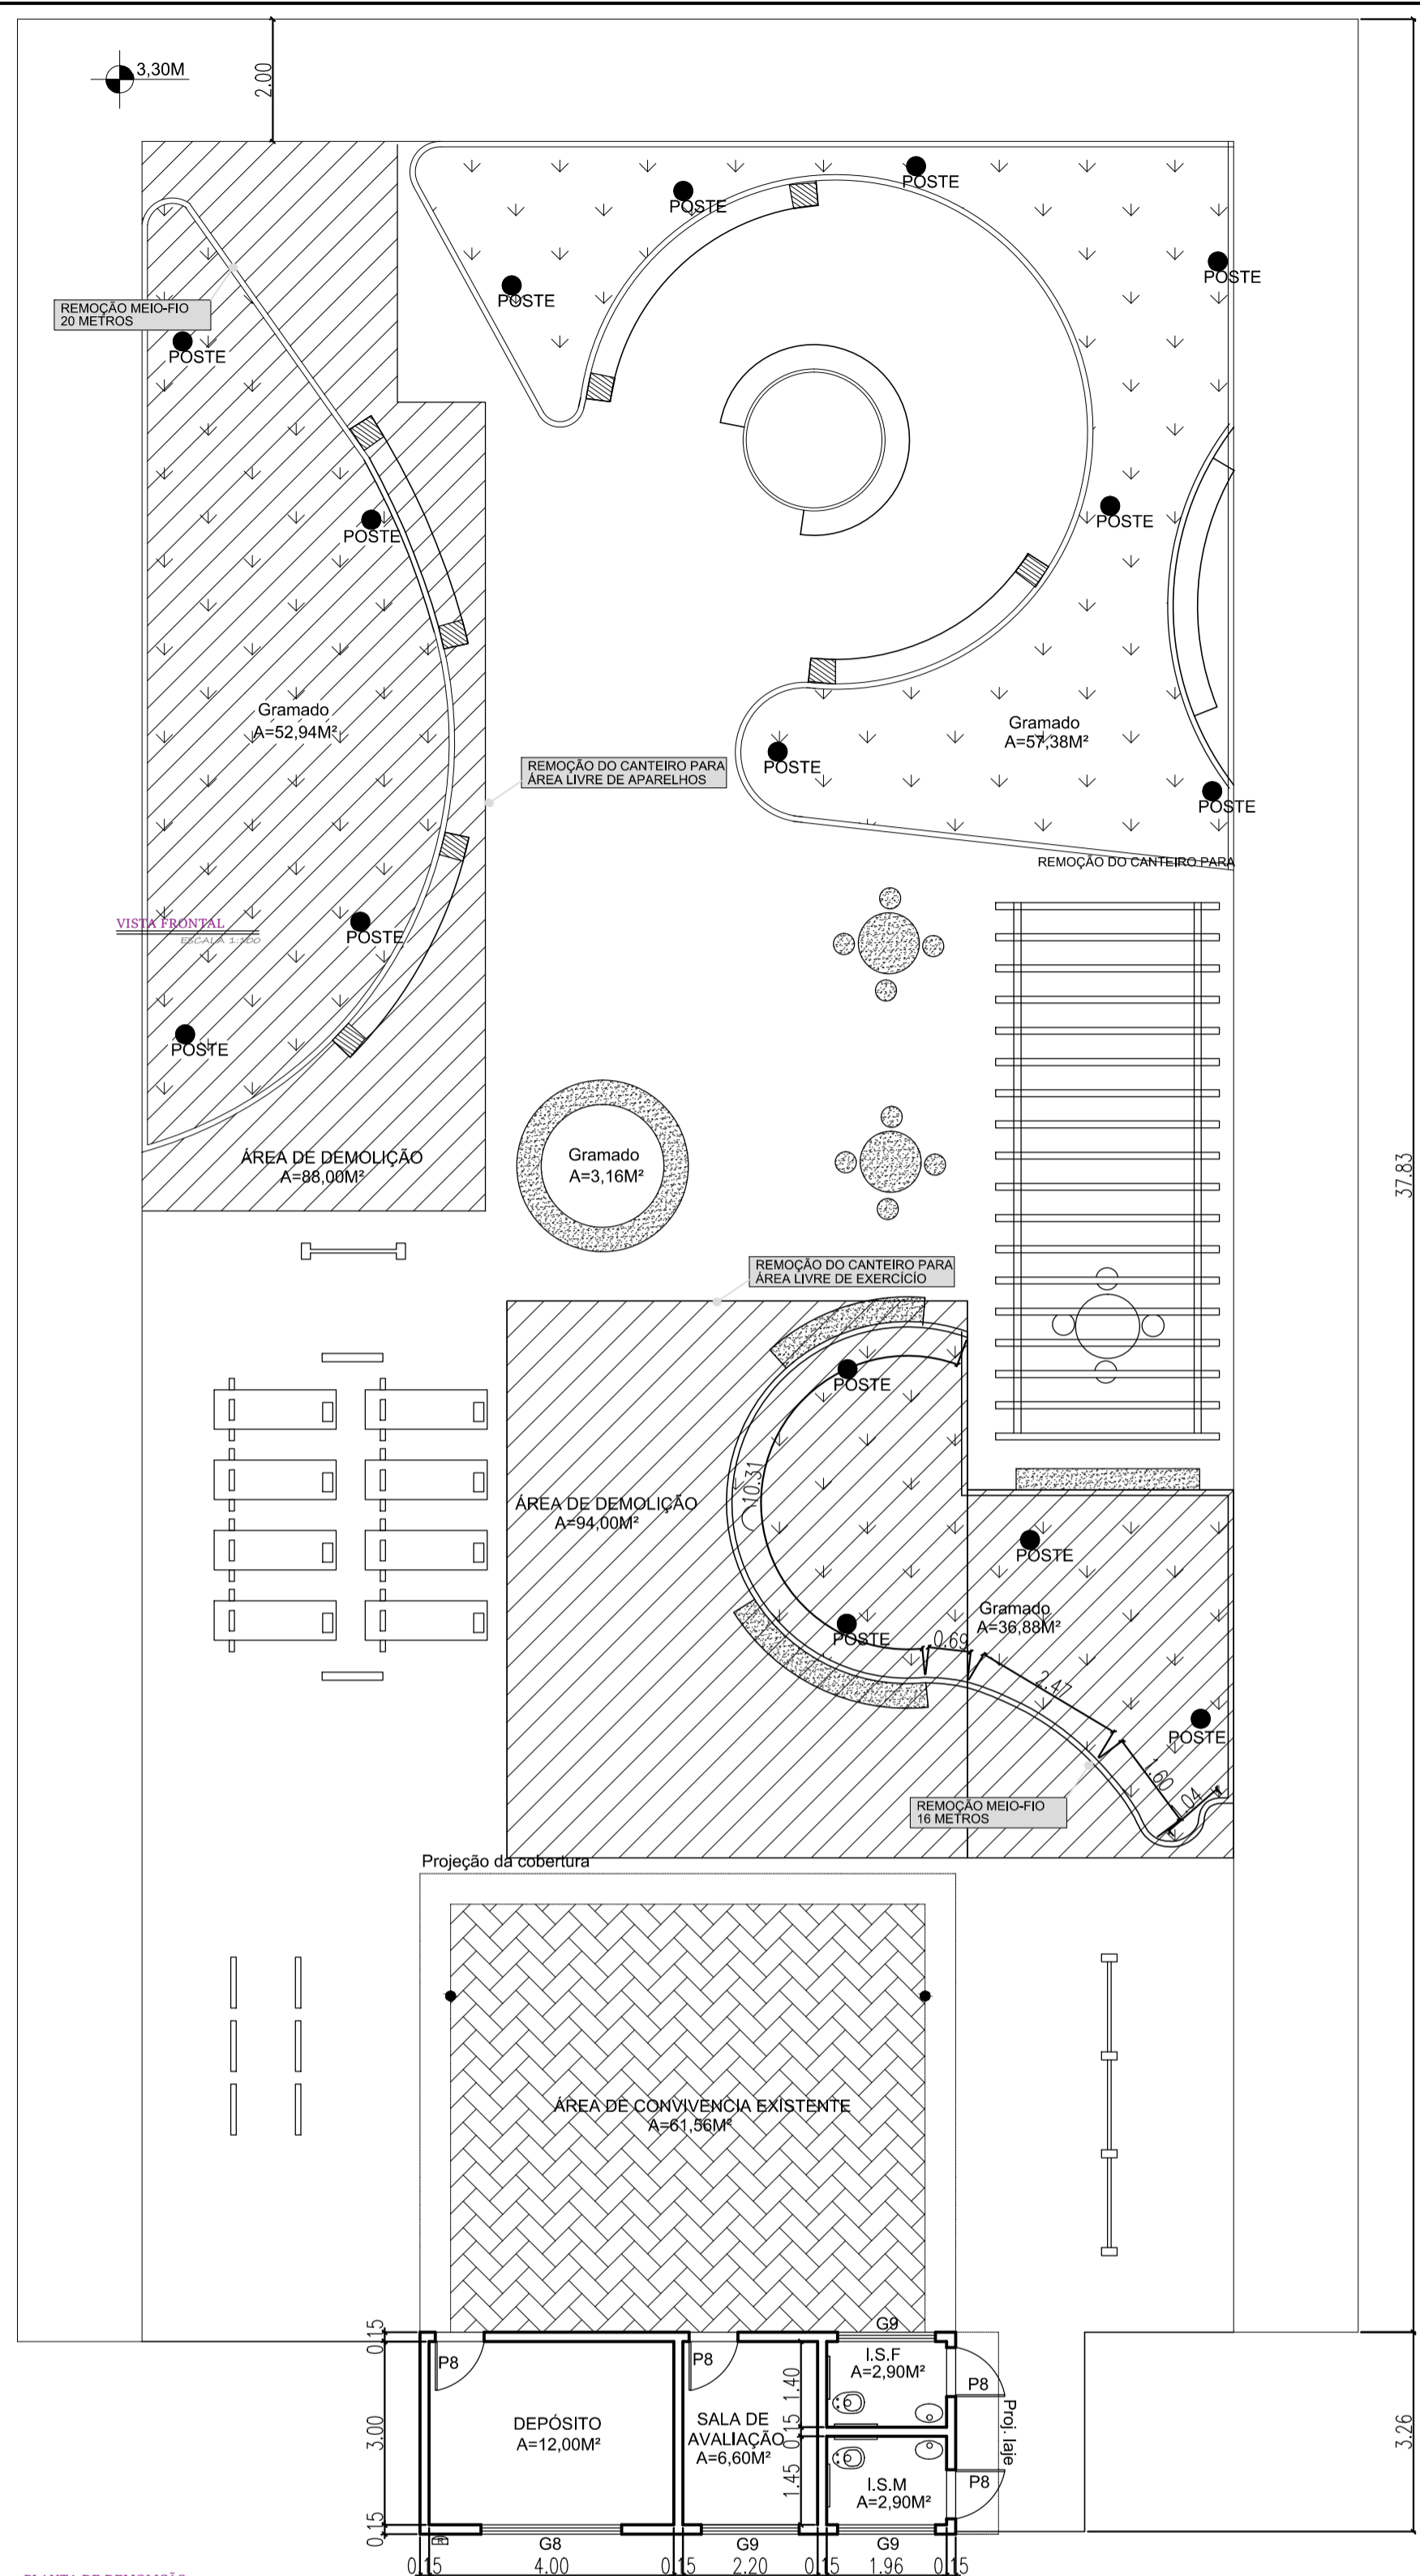 3,30M
2.00
POSTE
POSTE
POSTE
POSTE
REMOÇÃO MEIO-FIO
20 METROS
POSTE
POSTE
POSTE
Gramado
A=52,94M²
Gramado
A=57,38M²
POSTE
REMOÇÃO DO CANTEIRO PARA
ÁREA LIVRE DE APARELHOS
POSTE
REMOÇÃO DO CANTEIRO PARA
VISTA FRONTAL
ESCALA 1:100
POSTE
POSTE
ÁREA DE DEMOLIÇÃO
A=88,00M²
Gramado
A=3,16M²
37.83
REMOÇÃO DO CANTEIRO PARA
ÁREA LIVRE DE EXERCÍCIO
POSTE
10.31
ÁREA DE DEMOLIÇÃO
A=94,00M²
POSTE
Gramado
A=36,88M²
POSTE
0.69
2.47
POSTE
1.60
.04
REMOÇÃO MEIO-FIO
16 METROS
Projeção da cobertura
ÁREA DE CONVIVENCIA EXISTENTE
A=61,56M²
0.15
G9
P8
P8
I.S.F
A=2,90M²
P8
1.40
3.00
DEPÓSITO
A=12,00M²
SALA DE
AVALIAÇÃO
A=6,60M²
0.15
Proj. laje
3.26
1.45
I.S.M
A=2,90M²
P8
0.15
G8
G9
G9
0.15
4.00
0.15
2.20
0.15
1.96
0.15